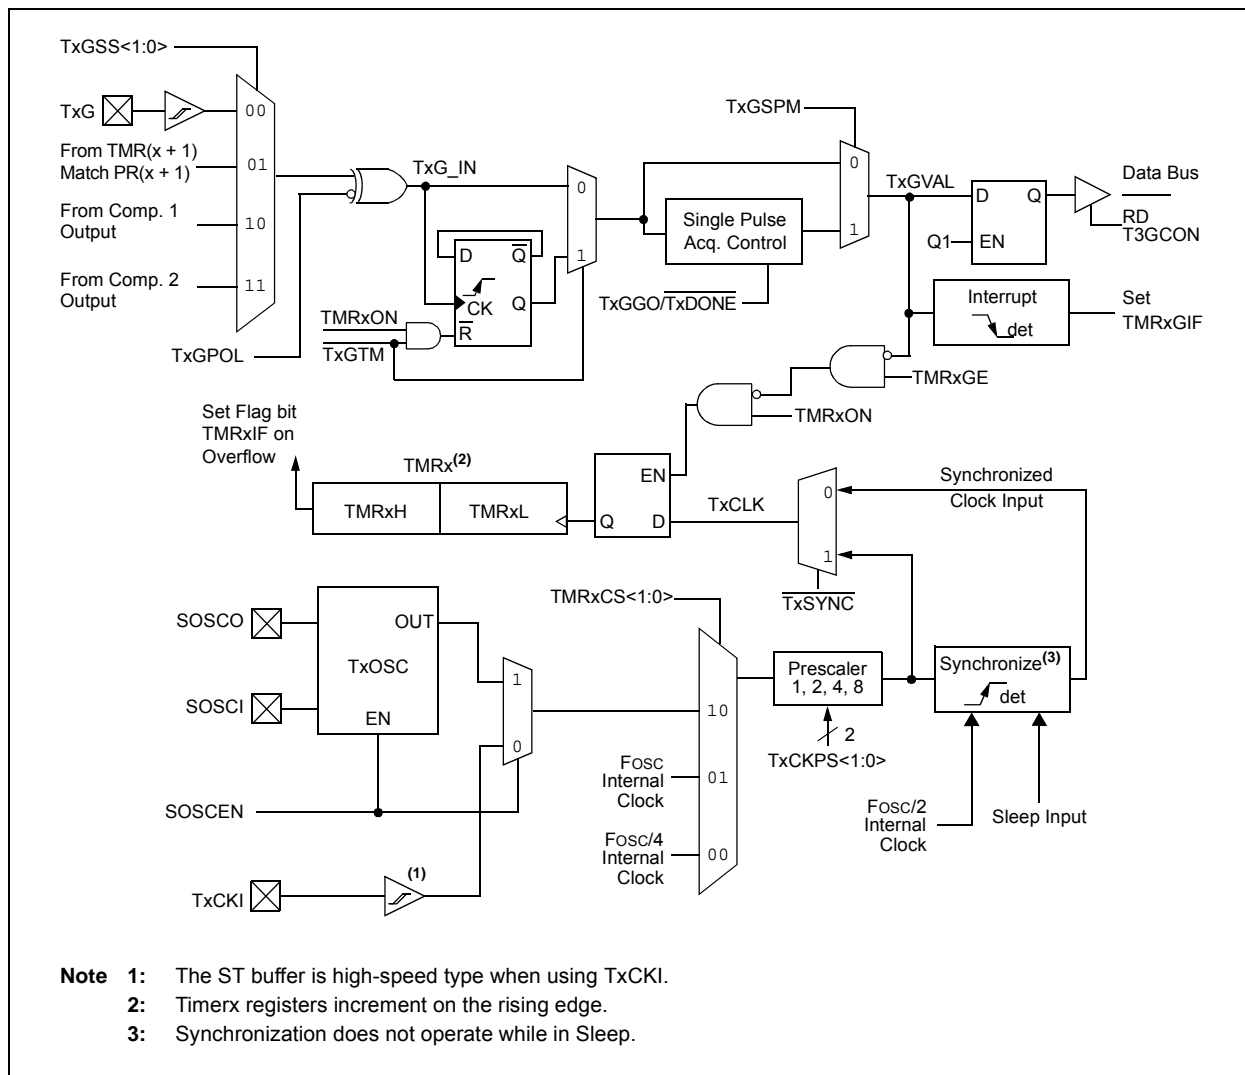 TxGSS<1:0>
TxG
00
From TMR(x + 1)
Match PR(x + 1)
01
From Comp. 1
Output
10
From Comp. 2
Output
11
TxGPOL
TxG_IN
0
1
D
Q
CK
Q
R
TMRxON
TxGTM
TxGSPM
0
1
Single Pulse
Acq. Control
TxGGO/TxDONE
TxGVAL
D
Q
Q1
EN
Data Bus
RD
T3GCON
Interrupt
det
Set
TMRxGIF
TMRxGE
TMRxON
Set Flag bit
TMRxIF on
Overflow
TMRx(2)
TMRxH
TMRxL
EN
Q
D
TxCLK
0
1
TxSYNC
Synchronized
Clock Input
SOSCO
SOSCI
OUT
TxOSC
EN
SOSCEN
TxCKI
(1)
1
0
TMRxCS<1:0>
10
FOSC
Internal
Clock
01
FOSC/4
Internal
Clock
00
Prescaler
1, 2, 4, 8
2
TxCKPS<1:0>
Synchronize(3)
det
FOSC/2
Internal
Clock
Sleep Input
Note 1: The ST buffer is high-speed type when using TxCKI.
2: Timerx registers increment on the rising edge.
3: Synchronization does not operate while in Sleep.